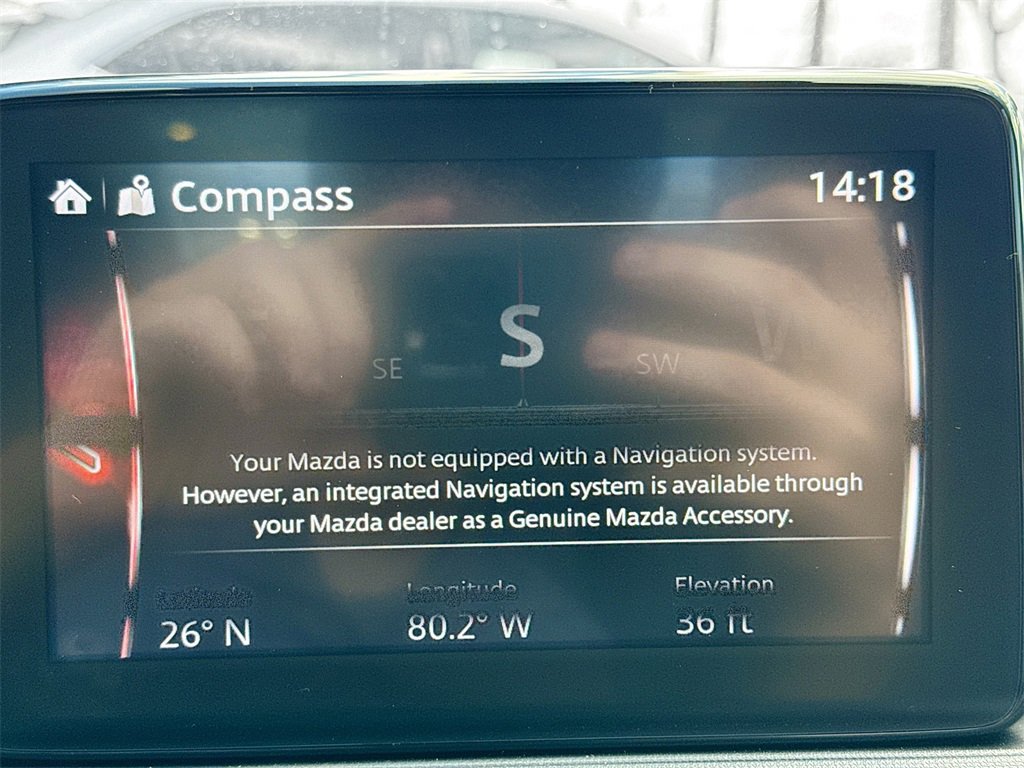 Compass
14:18
S
SE
SW
W
Your Mazda is not equipped with a Navigation system.
However, an integrated Navigation system is available through
your Mazda dealer as a Genuine Mazda Accessory.
Latitude
Longitude
Elevation
26° N
80.2° W
36 ft